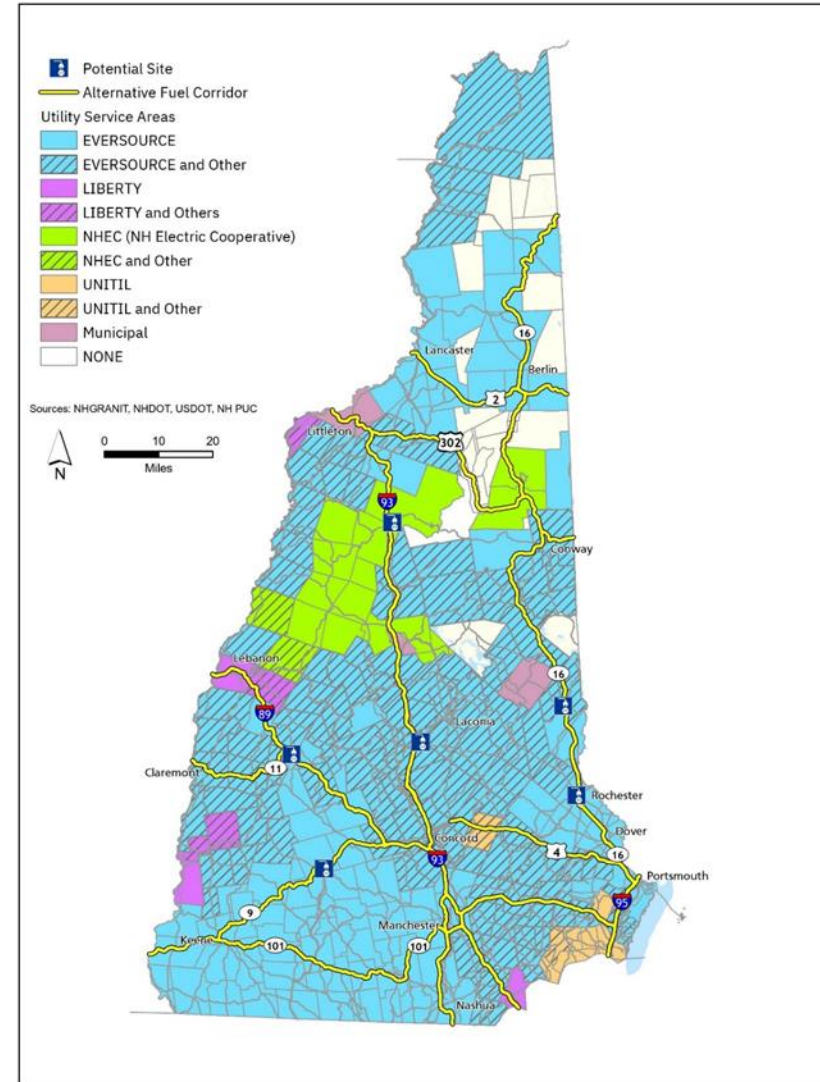 Potential Site
Alternative Fuel Corridor
Utility Service Areas
EVERSOURCE
EVERSOURCE and Other
LIBERTY
LIBERTY and Others
NHEC (NH Electric Cooperative)
NHEC and Other
UNITIL
UNITIL and Other
Municipal
NONE
Sources: NHGRANIT, NHDOT, USDOT, NH PUC
0 10 20
Miles
N
16
Lancaster
Berlin
2
Littleton
302
93
Conway
Lebanon
16
89
Laconia
Claremont
11
Rochester
Concord
Dover
4
16
93
Portsmouth
95
9
Manchester
Keene
101
101
Nashua